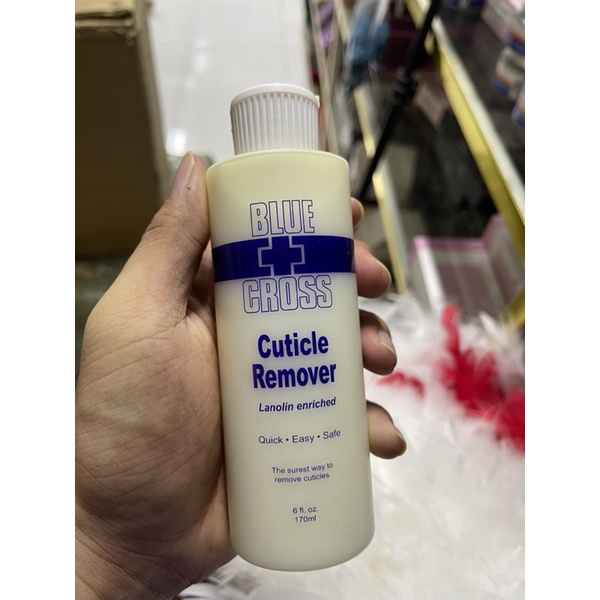 BLUE
CROSS
Cuticle
Remover
Lanolin enriched
Quick • Easy • Safe
The surest way to
remove cuticles
6 fl. oz.
170ml